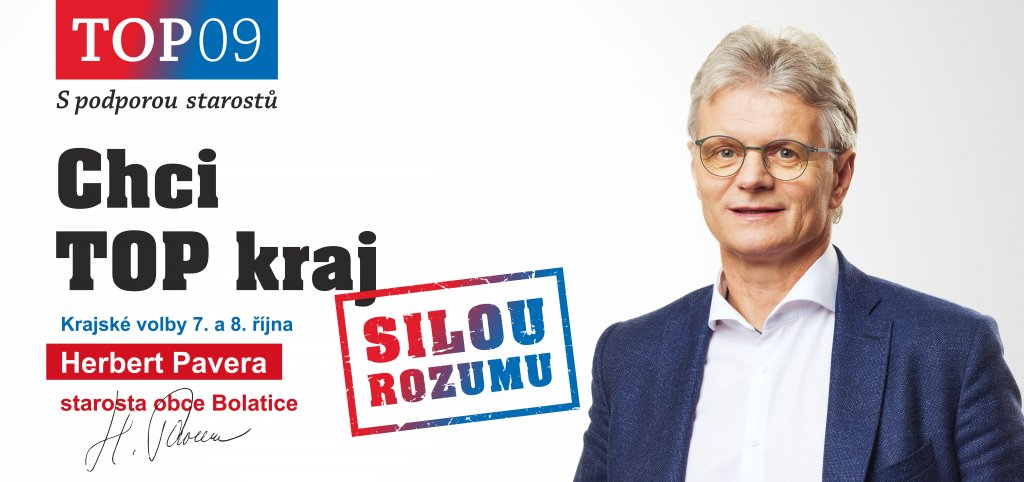 TOP09
S podporou starostů
Chci
TOP kraj
Krajské volby 7. a 8. října
Herbert Pavera
starosta obce Bolatice
SILOU
ROZUMU